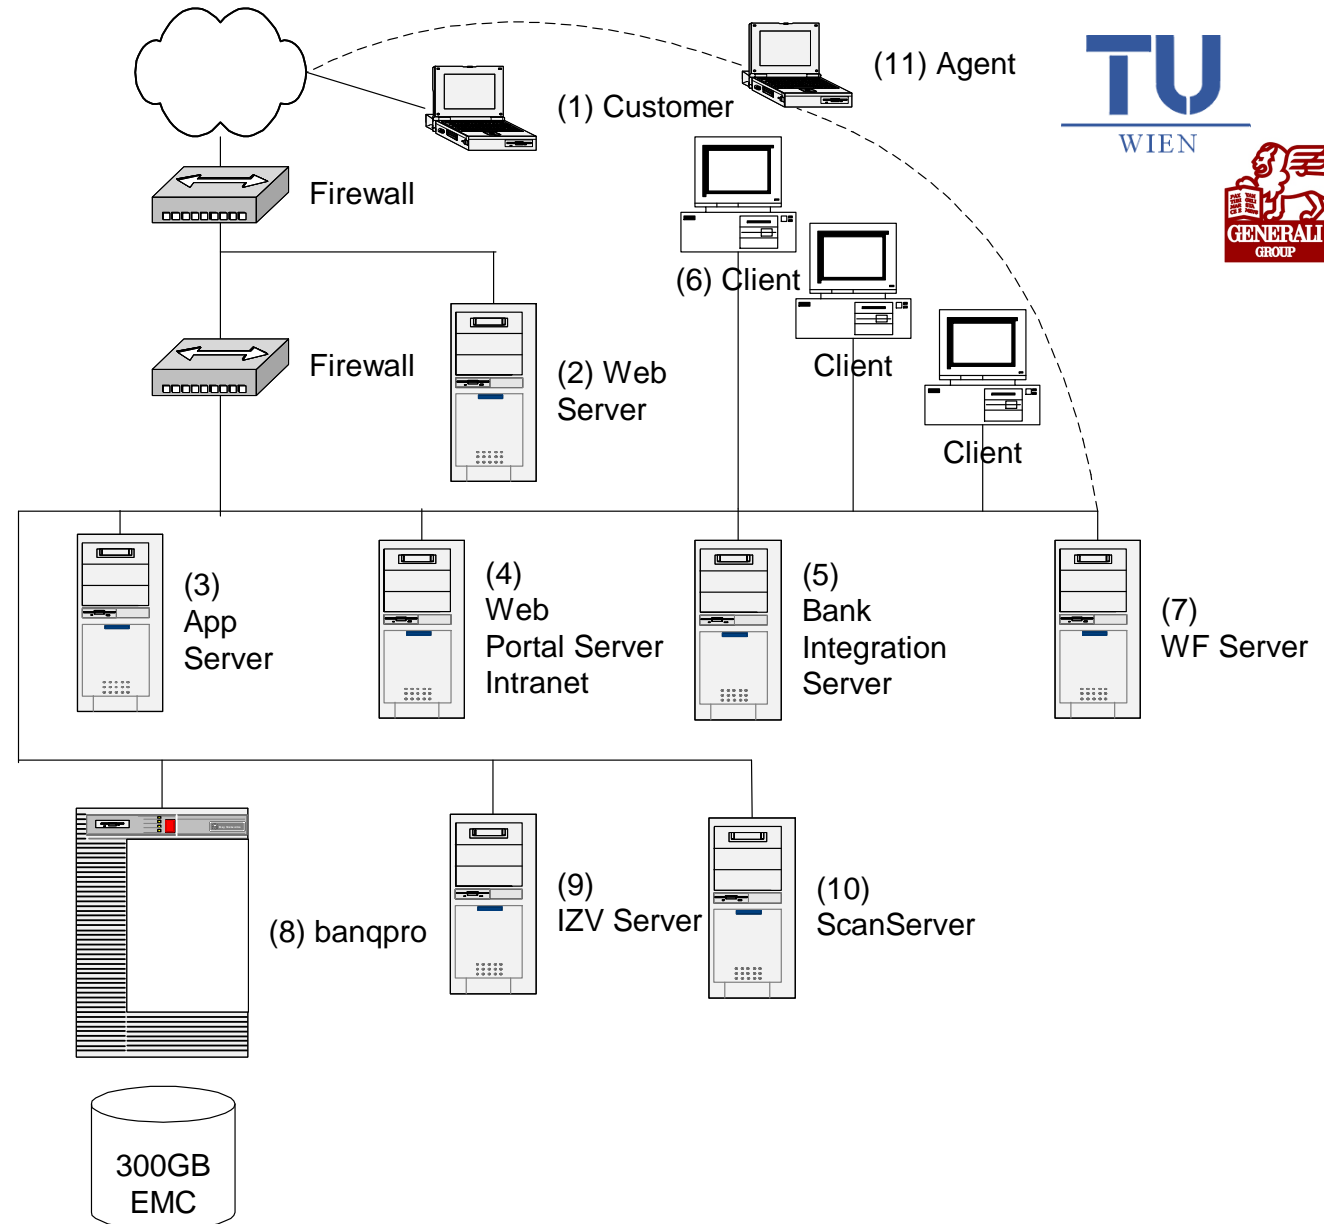 (11) Agent
(1) Customer
TU
WIEN
Firewall
GENERALI
GROUP
(6) Client
Firewall
(2) Web
Server
Client
Client
(3)
App
Server
(4)
Web
Portal Server
Intranet
(5)
Bank
Integration
Server
(7)
WF Server
(8) banqpro
(9)
IZV Server
(10)
ScanServer
300GB
EMC